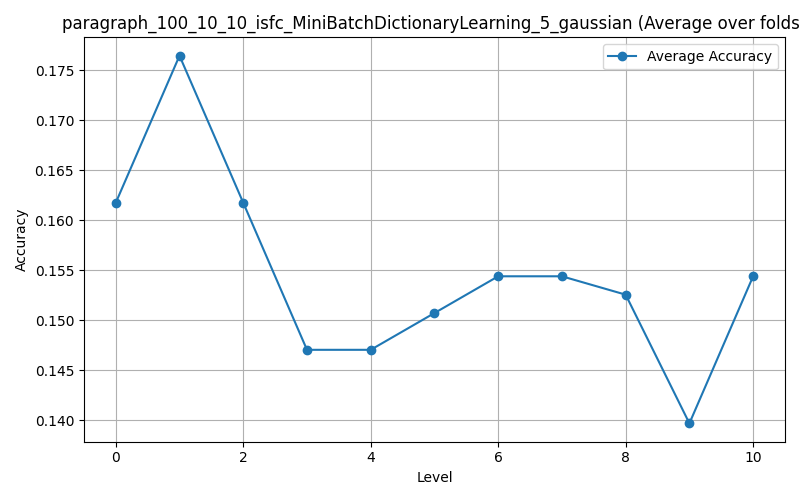 paragraph_100_10_10_isfc_MiniBatchDictionaryLearning_5_gaussian (Average over folds
Average Accuracy
0.175
0.170
0.165
0.160
0.155
0.150
0.145
0.140
Accuracy
0 2 4 6 8 10
Level